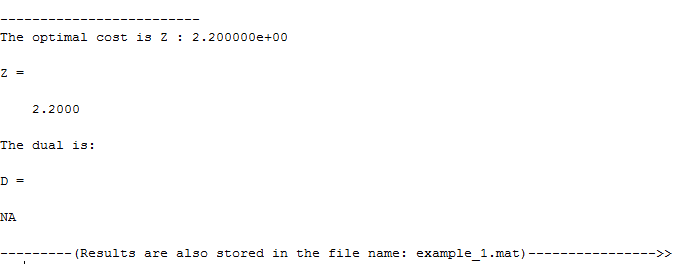 -------------------------
The optimal cost is Z : 2.200000e+00
Z =
2.2000
The dual is:
D =
NA
---------(Results are also stored in the file name: example_1.mat)---------------->>